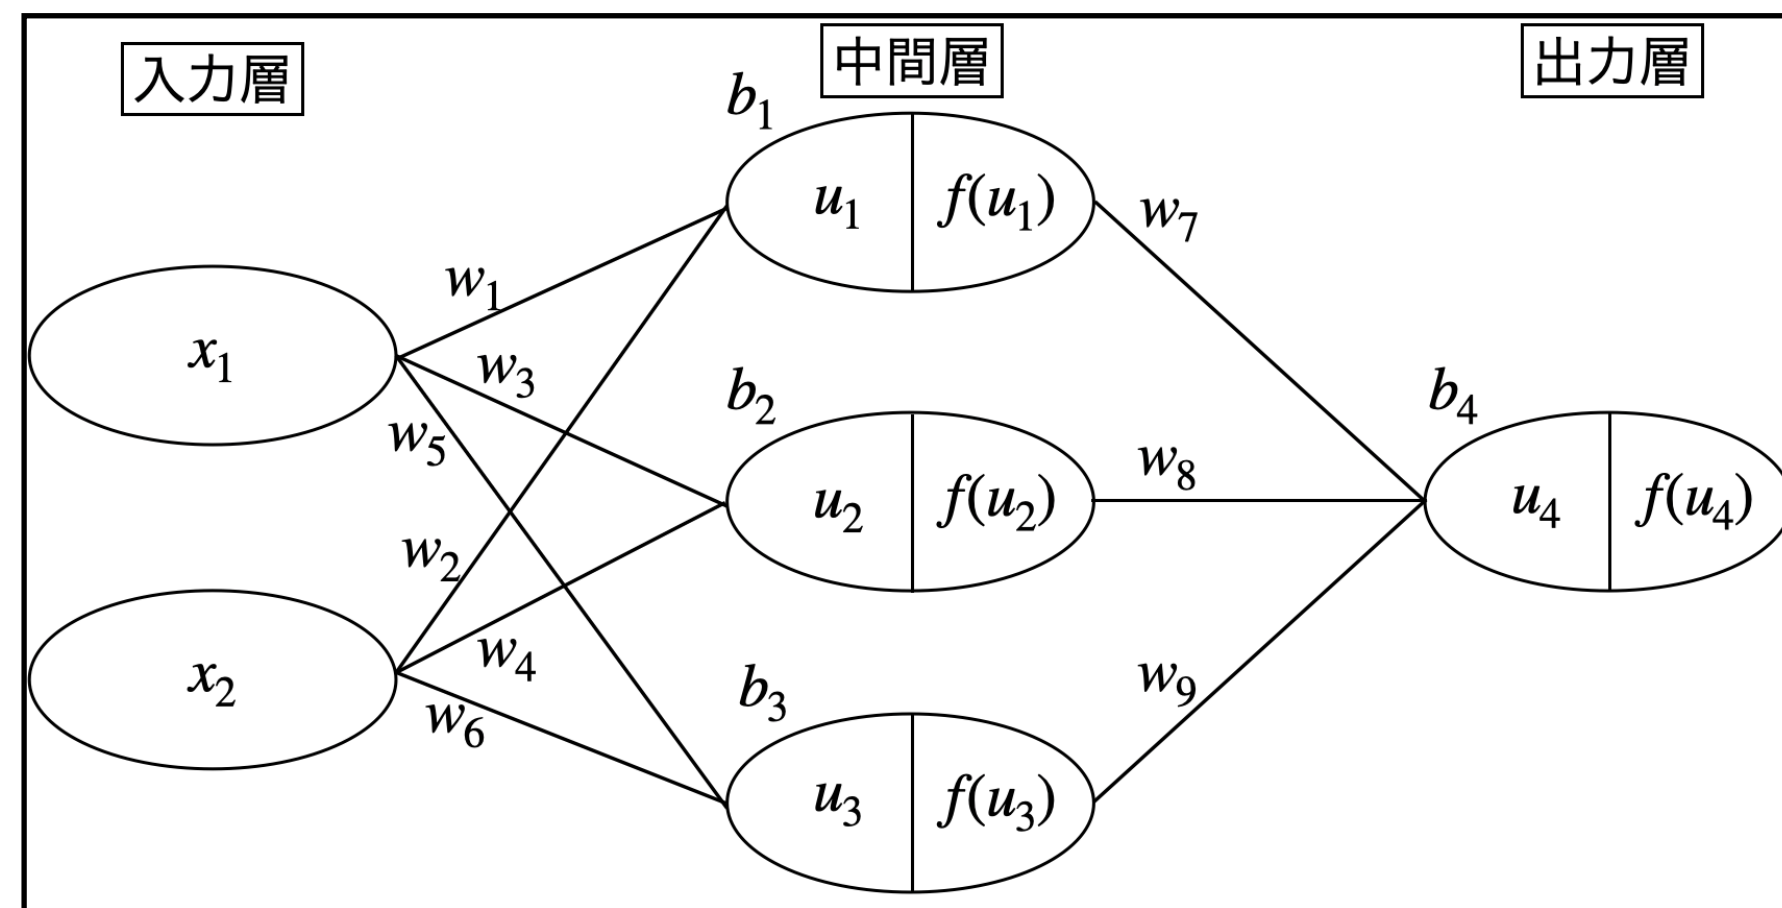 入力層
中間層
出力層
b₁
u₁ f(u₁)
w₇
w₁
x₁
w₃
w₅
b₂
u₂ f(u₂)
w₈
b₄
u₄ f(u₄)
w₂
x₂
w₄
w₆
b₃
u₃ f(u₃)
w₉